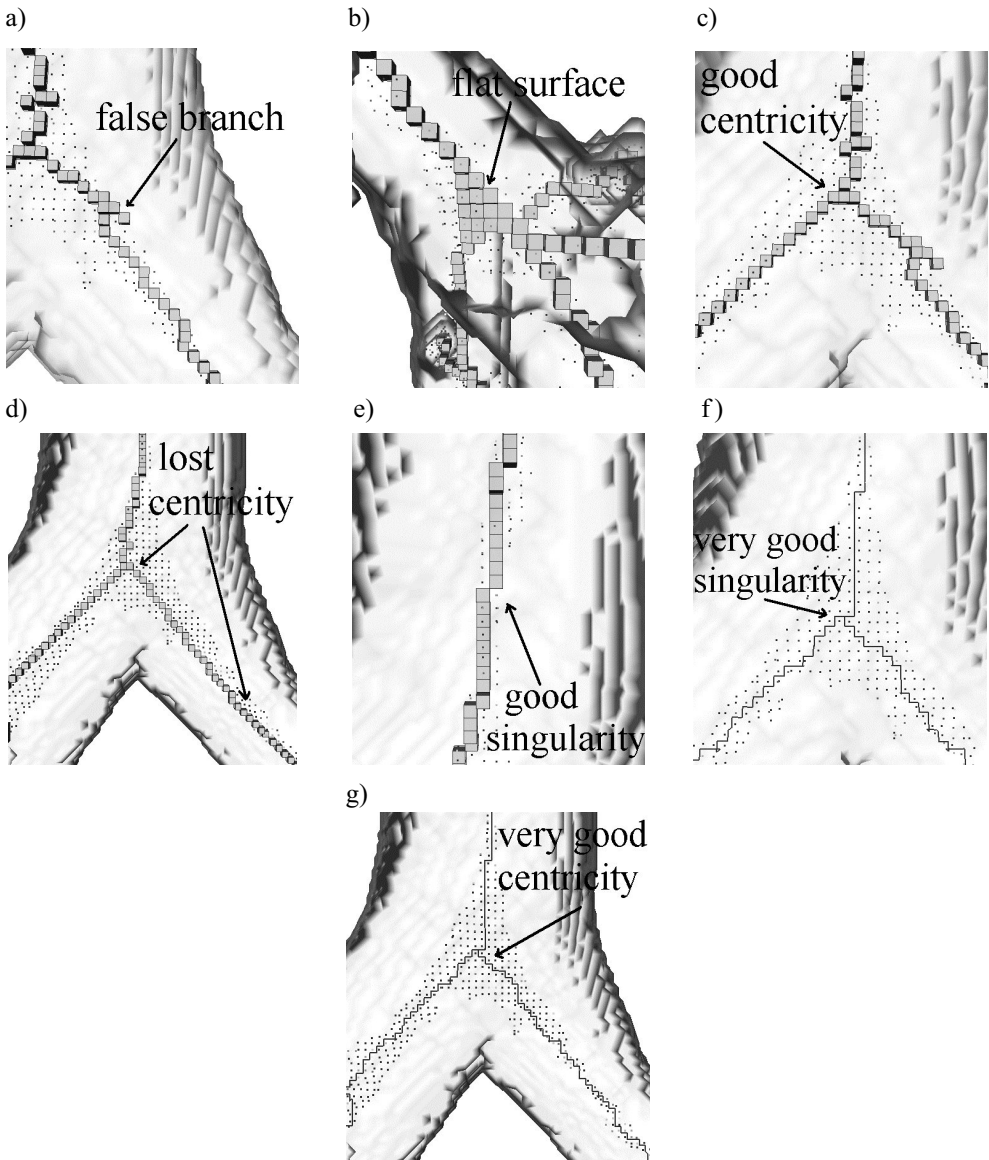 a)
false branch
b)
flat surface
c)
good
centricity
d)
lost
centricity
e)
good
singularity
f)
very good
singularity
g)
very good
centricity